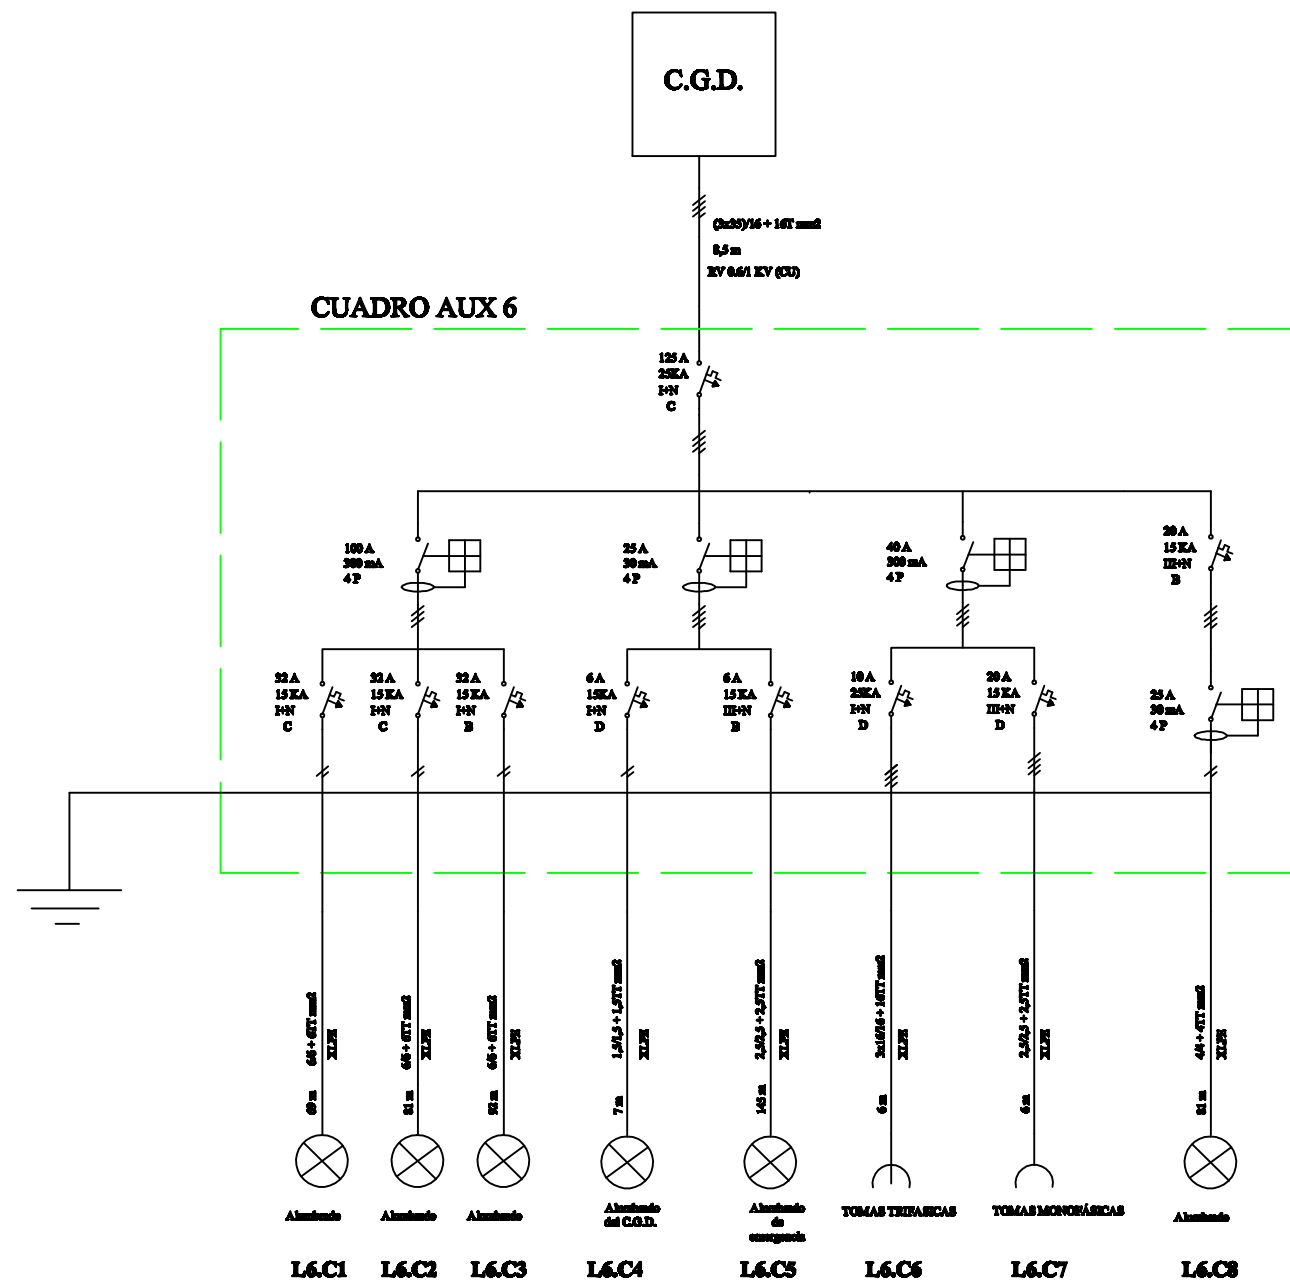 C.G.D.
(3x35)/16 + 16T mm2
8,5 m
RV 0.6/1 KV (CU)
CUADRO AUX 6
125 A
25KA
I+N
C
100 A
300 mA
4 P
25 A
30 mA
4 P
40 A
300 mA
4 P
20 A
15 KA
III+N
B
32 A
15 KA
I+N
C
32 A
15 KA
I+N
C
32 A
15 KA
I+N
B
6 A
15KA
I+N
D
6 A
15 KA
III+N
B
10 A
25KA
I+N
D
20 A
15 KA
III+N
D
25 A
30 mA
4 P
6/6 + 6TT mm2
XLPE
69 m
6/6 + 6TT mm2
XLPE
81 m
6/6 + 6TT mm2
XLPE
92 m
1,5/1,5 + 1,5TT mm2
XLPE
7 m
2,5/2,5 + 2,5TT mm2
XLPE
145 m
3x16/16 + 16TT mm2
XLPE
6 m
2,5/2,5 + 2,5TT mm2
XLPE
6 m
4/4 + 4TT mm2
XLPE
81 m
Alumbrado
Alumbrado
Alumbrado
Alumbrado
del C.G.D.
Alumbrado
de
emergencia
TOMAS TRIFASICAS
TOMAS MONOFÁSICAS
Alumbrado
L6.C1
L6.C2
L6.C3
L6.C4
L6.C5
L6.C6
L6.C7
L6.C8